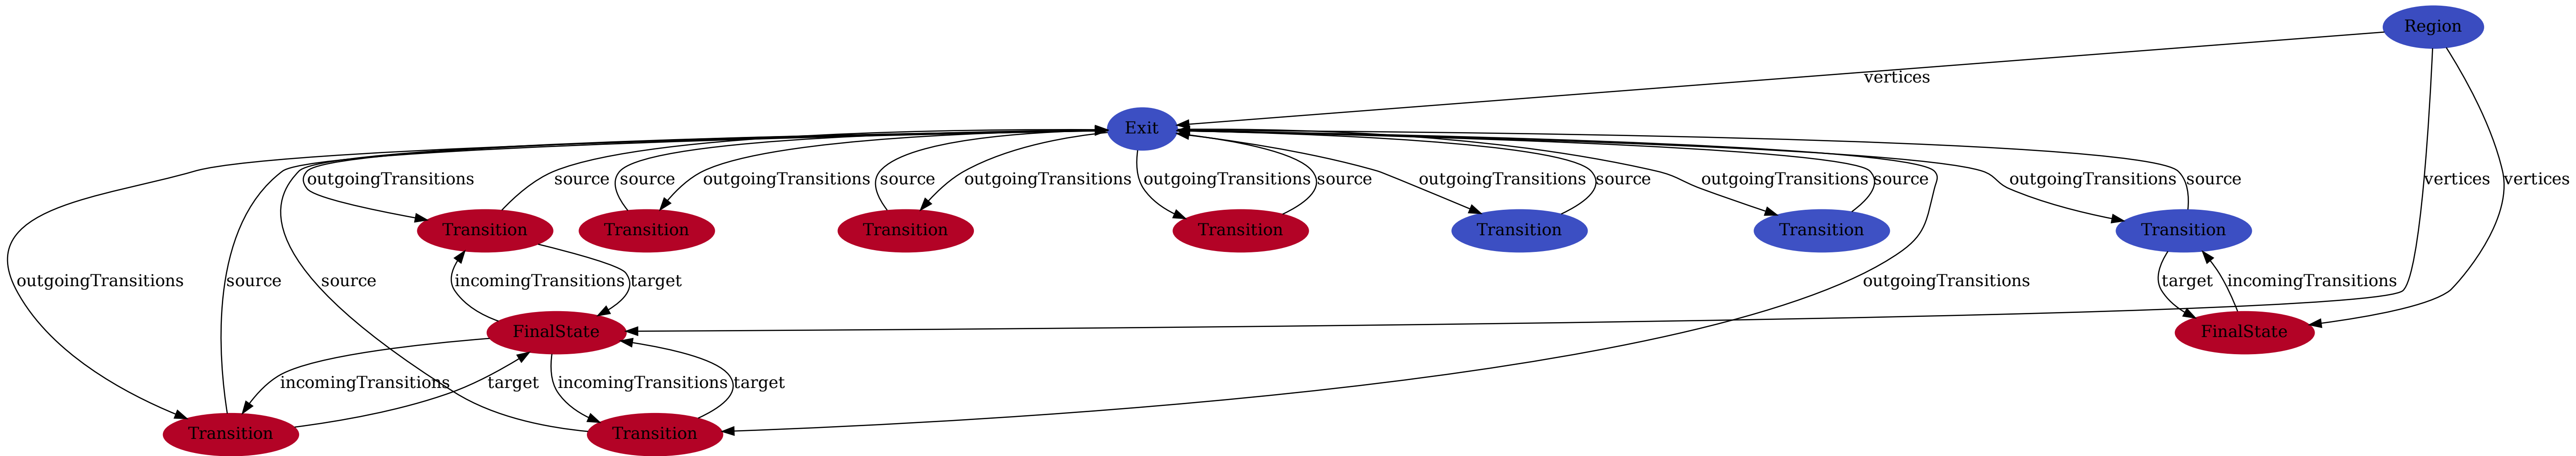 Region
vertices
Exit
outgoingTransitions
source
source
outgoingTransitions
source
outgoingTransitions
outgoingTransitions
source
outgoingTransitions
source
outgoingTransitions
source
outgoingTransitions
source
vertices
vertices
Transition
Transition
Transition
Transition
Transition
Transition
Transition
outgoingTransitions
source
source
incomingTransitions
target
outgoingTransitions
target
incomingTransitions
FinalState
FinalState
incomingTransitions
target
incomingTransitions
target
Transition
Transition